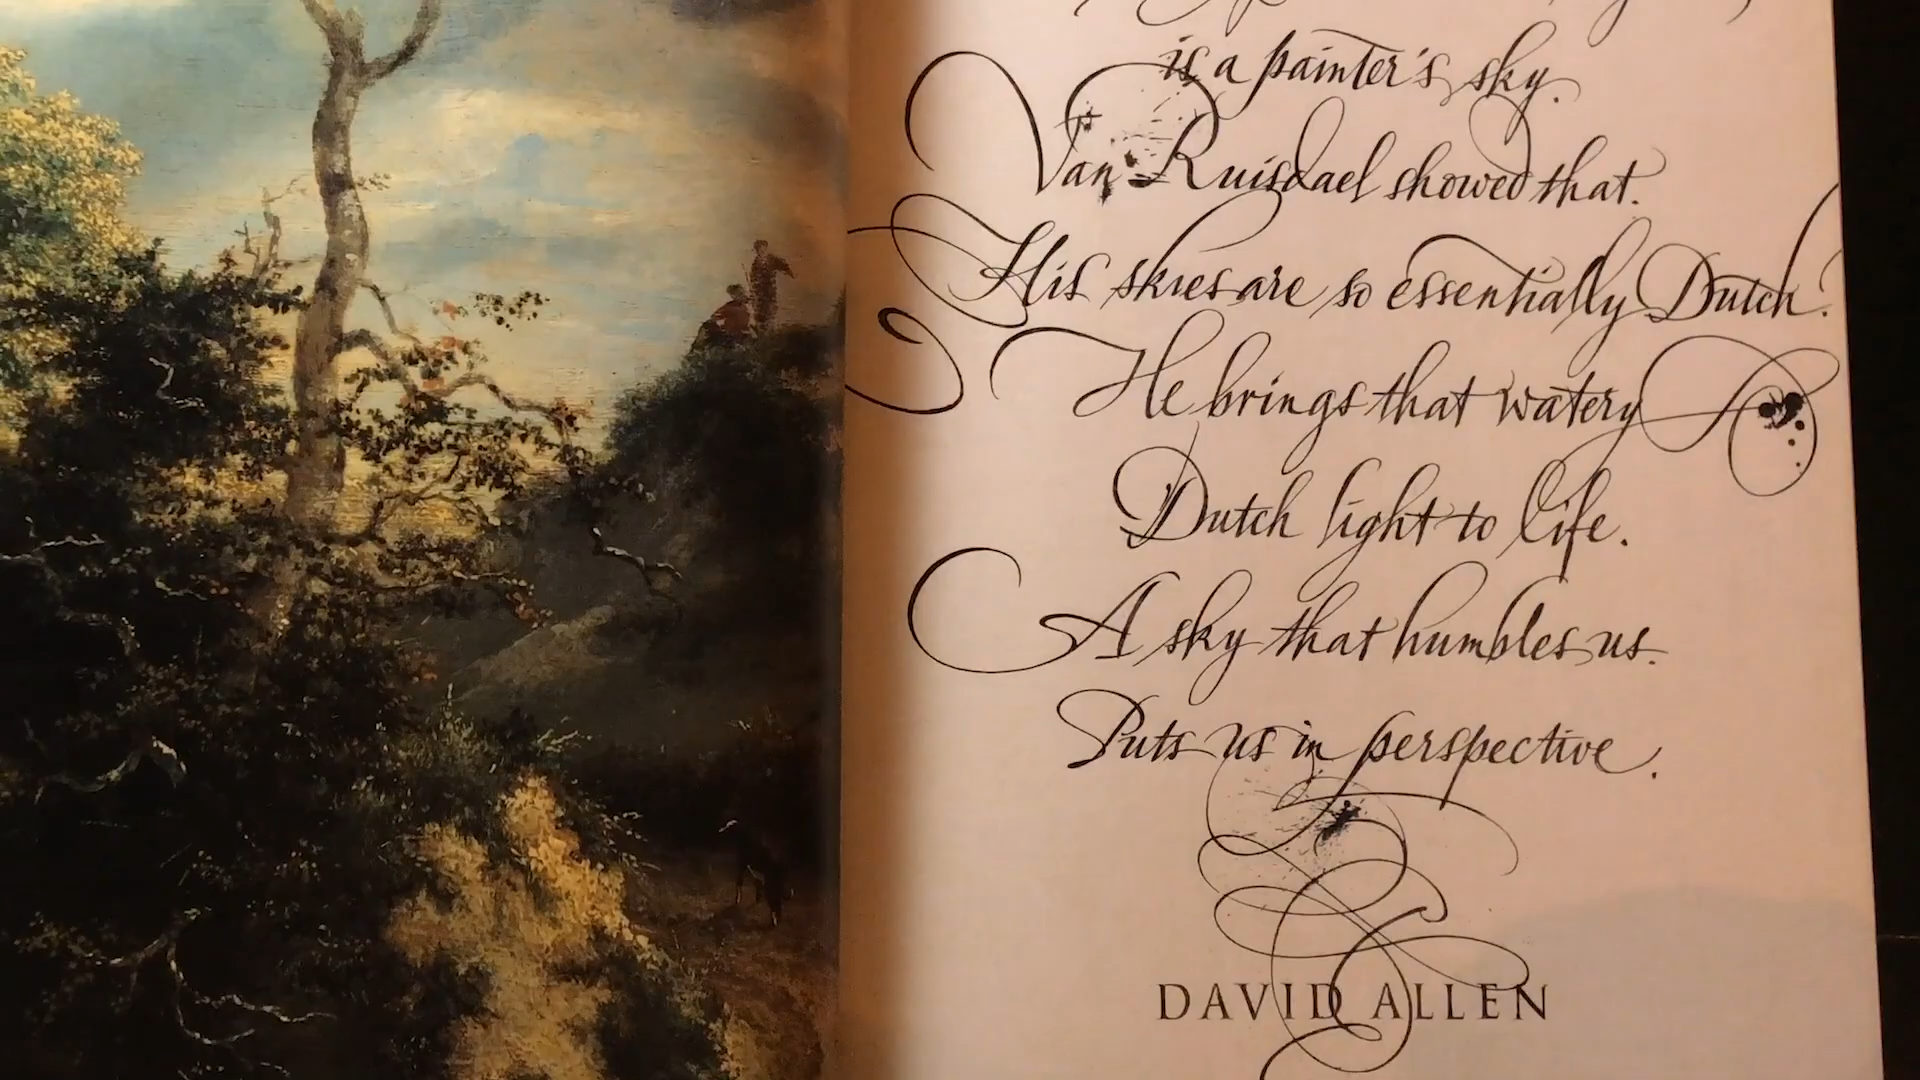 is a painter's sky.
Van Ruisdael showed that.
His skies are so essentially Dutch.
He brings that watery
Dutch light to life.
A sky that humbles us.
Puts us in perspective.
DAVID ALLEN